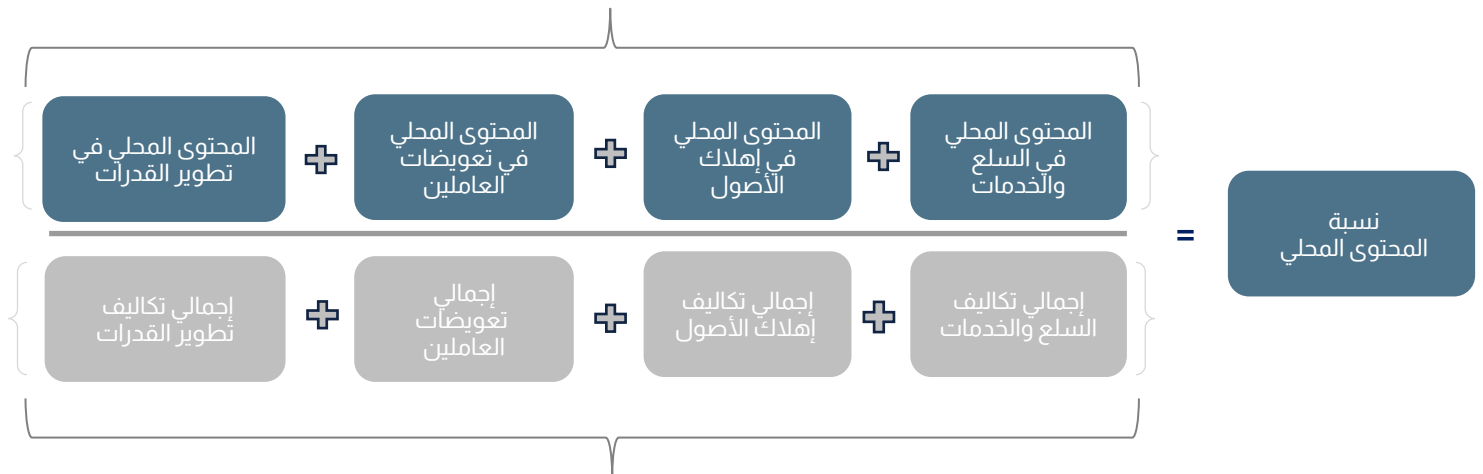 نسبة
المحتوى المحلي
=
المحتوى المحلي
في السلع
والخدمات
المحتوى المحلي
في إهلاك
الأصول
المحتوى المحلي
في تعويضات
العاملين
المحتوى المحلي في
تطوير القدرات
إجمالي تكاليف
السلع والخدمات
إجمالي تكاليف
إهلاك الأصول
إجمالي
تعويضات
العاملين
إجمالي تكاليف
تطوير القدرات